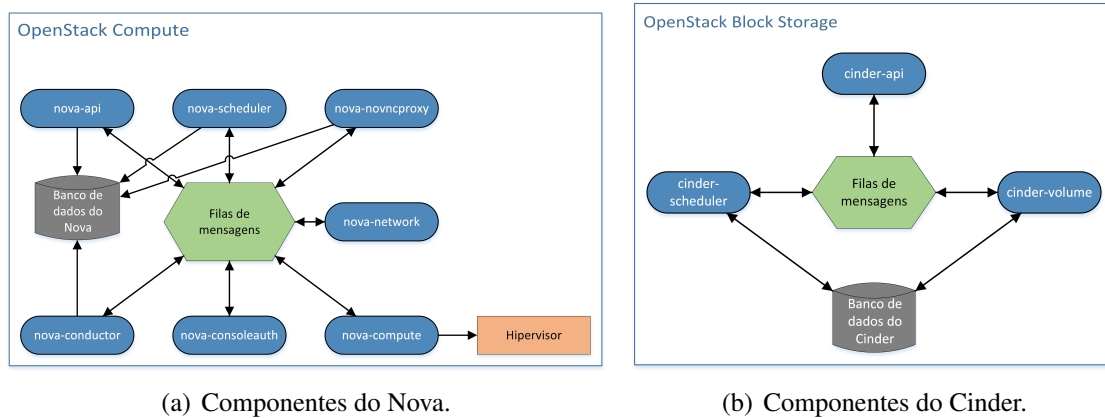 OpenStack Compute
nova-api
nova-scheduler
nova-novncproxy
Banco de
dados do
Nova
Filas de
mensagens
nova-network
nova-conductor
nova-consoleauth
nova-compute
Hipervisor
(a) Componentes do Nova.
OpenStack Block Storage
cinder-api
cinder-
scheduler
Filas de
mensagens
cinder-volume
Banco de
dados do
Cinder
(b) Componentes do Cinder.